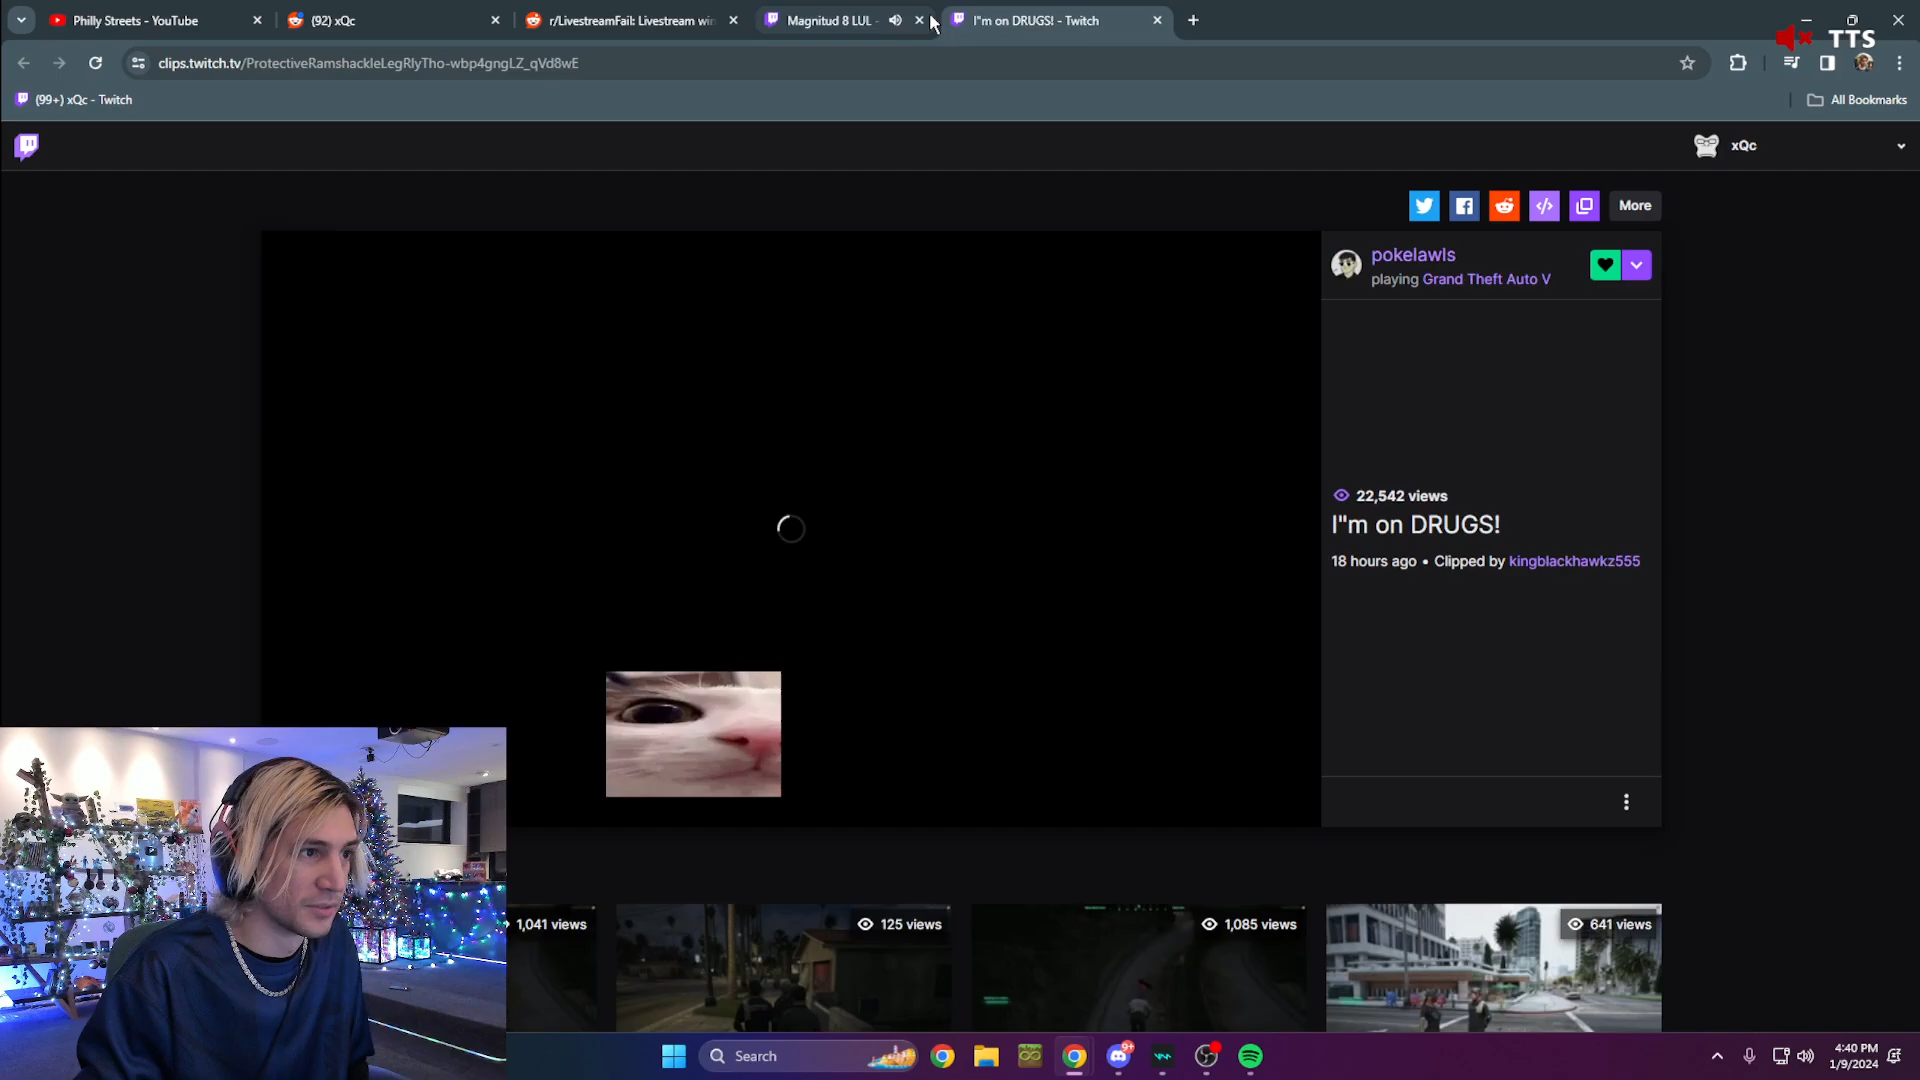 Philly Streets - YouTube
(92) xQc
r/LivestreamFail: Livestream win
Magnitud 8 LUL -
I"m on DRUGS! - Twitch
TTS
clips.twitch.tv/ProtectiveRamshackleLegRlyTho-wbp4gngLZ_qVd8wE
(99+) xQc - Twitch
All Bookmarks
xQc
More
pokelawls
playing Grand Theft Auto V
22,542 views
I"m on DRUGS!
18 hours ago • Clipped by kingblackhawkz555
1,041 views
125 views
1,085 views
641 views
Search
9+
4:40 PM
1/9/2024